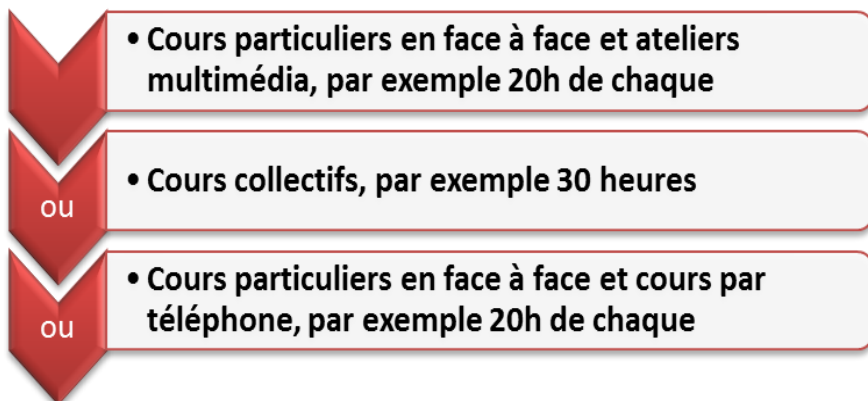 • Cours particuliers en face à face et ateliers
multimédia, par exemple 20h de chaque
ou
• Cours collectifs, par exemple 30 heures
ou
• Cours particuliers en face à face et cours par
téléphone, par exemple 20h de chaque